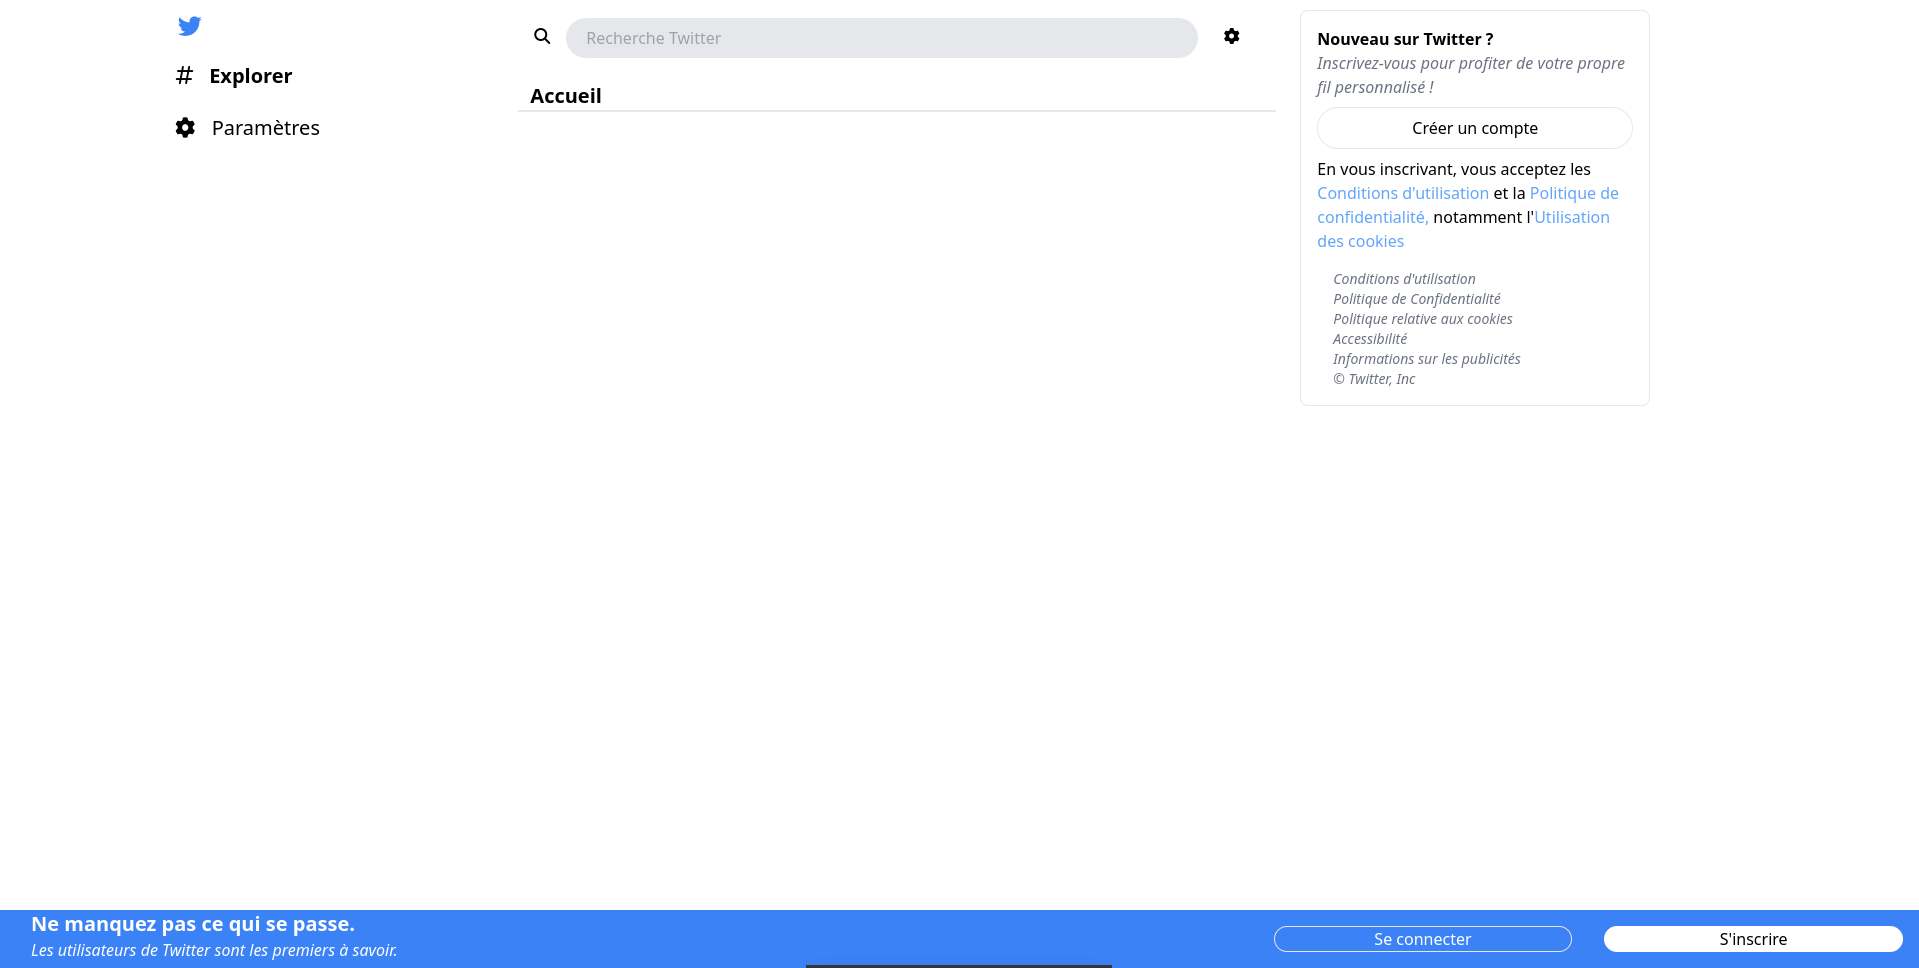 Explorer
Paramètres
Recherche Twitter
Accueil
Nouveau sur Twitter ?
Inscrivez-vous pour profiter de votre propre
fil personnalisé !
Créer un compte
En vous inscrivant, vous acceptez les
Conditions d'utilisation et la Politique de
confidentialité, notamment l'Utilisation
des cookies
Conditions d'utilisation
Politique de Confidentialité
Politique relative aux cookies
Accessibilité
Informations sur les publicités
© Twitter, Inc
Ne manquez pas ce qui se passe.
Les utilisateurs de Twitter sont les premiers à savoir.
Se connecter
S'inscrire